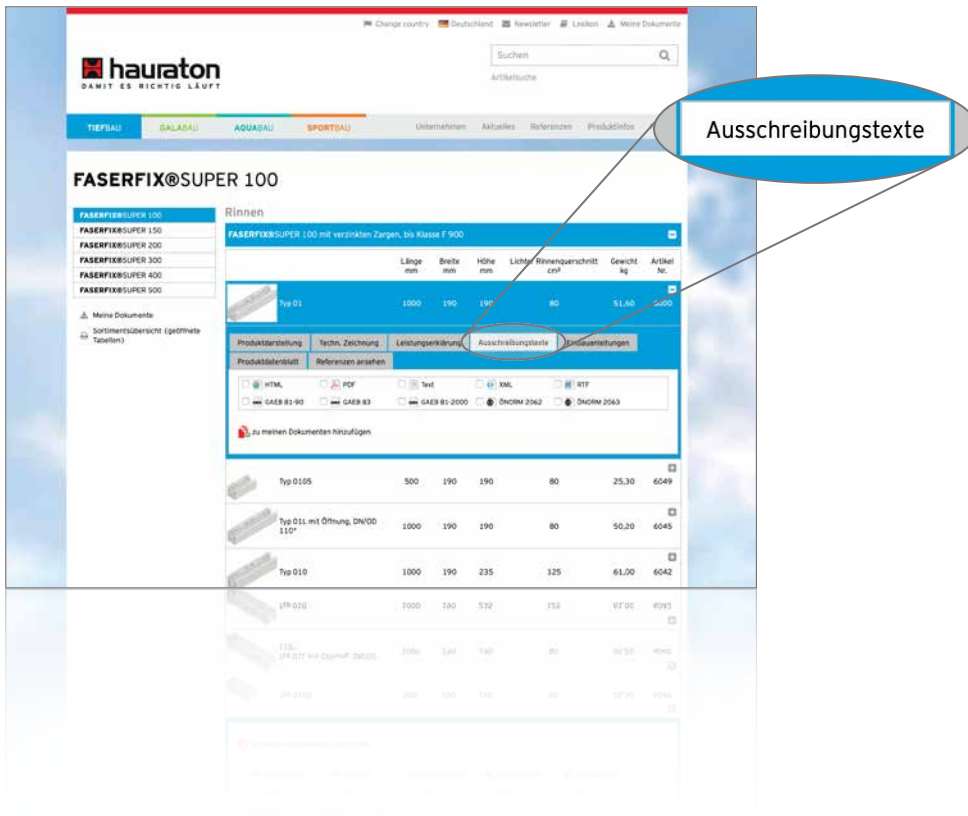 Change country Deutschland Newsletter Lexikon Meine Dokumente
hauraton
DAMIT ES RICHTIG LÄUFT
Suchen
Artikelsuche
TIEFBAU GALABAU AQUABAU SPORTBAU Unternehmen Aktuelles Referenzen Produktinfos
Ausschreibungstexte
FASERFIX®SUPER 100
FASERFIX®SUPER 100
FASERFIX®SUPER 150
FASERFIX®SUPER 200
FASERFIX®SUPER 300
FASERFIX®SUPER 400
FASERFIX®SUPER 500
Meine Dokumente
Sortimentsübersicht (geöffnete
Tabellen)
Rinnen
FASERFIX®SUPER 100 mit verzinkten Zargen, bis Klasse F 900
Länge mm Breite mm Höhe mm Lichter Rinnenquerschnitt cm² Gewicht kg Artikel Nr.
Typ 01 1000 190 190 80 51,60 6000
Produktdarstellung Techn. Zeichnung Leistungserklärung Ausschreibungstexte Einbauanleitungen
Produktdatenblatt Referenzen ansehen
HTML PDF Text XML RTF
GAEB 81-90 GAEB 83 GAEB 81-2000 ÖNORM 2062 ÖNORM 2063
zu meinen Dokumenten hinzufügen
Typ 0105 500 190 190 80 25,30 6049
Typ 01L mit Öffnung, DN/OD
110* 1000 190 190 80 50,20 6045
Typ 010 1000 190 235 125 61,00 6042